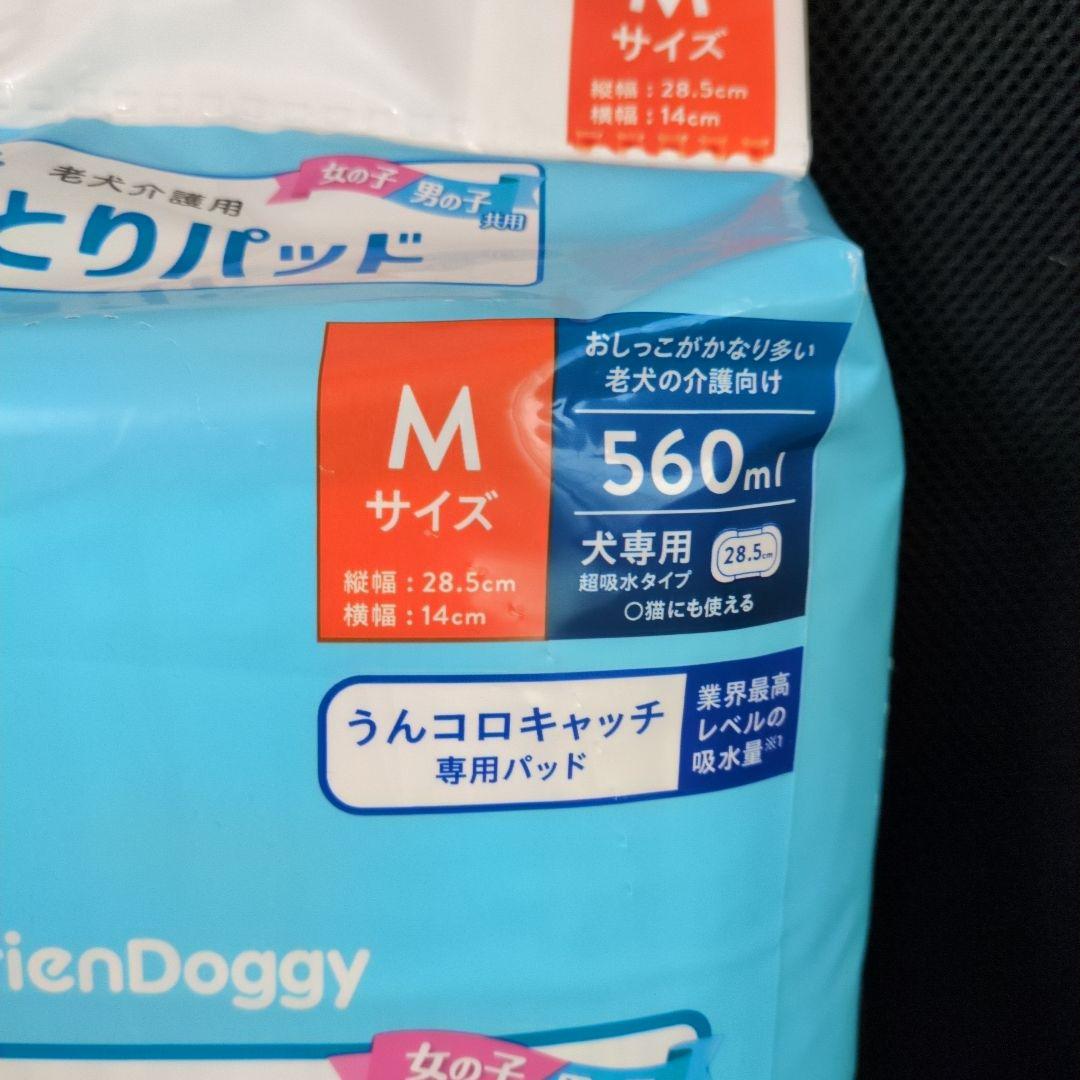 M
サイズ
縦幅：28.5cm
横幅：14cm
老犬介護用
女の子
男の子
共用
とりパッド
M
サイズ
縦幅：28.5cm
横幅：14cm
おしっこがかなり多い
老犬の介護向け
560ml
犬専用
超吸水タイプ
28.5cm
○猫にも使える
うんコロキャッチ
専用パッド
業界最高
レベルの
吸水量※1
rienDoggy
女の子